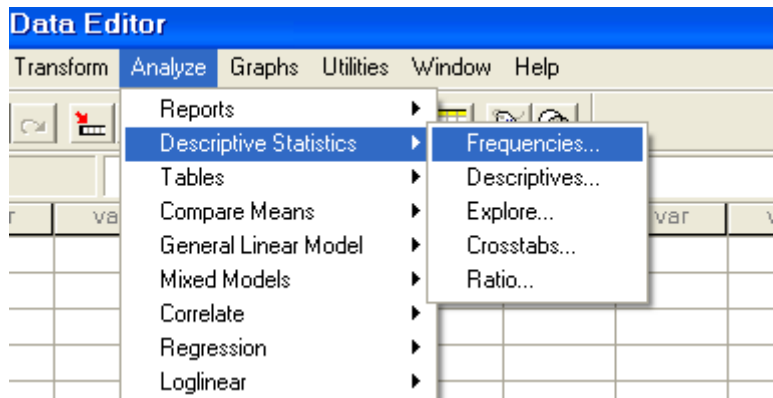 Data Editor
Transform Analyze Graphs Utilities Window Help
Reports
Descriptive Statistics
Frequencies...
Tables
Descriptives...
Compare Means
Explore...
var
General Linear Model
Crosstabs...
Mixed Models
Ratio...
Correlate
Regression
Loglinear